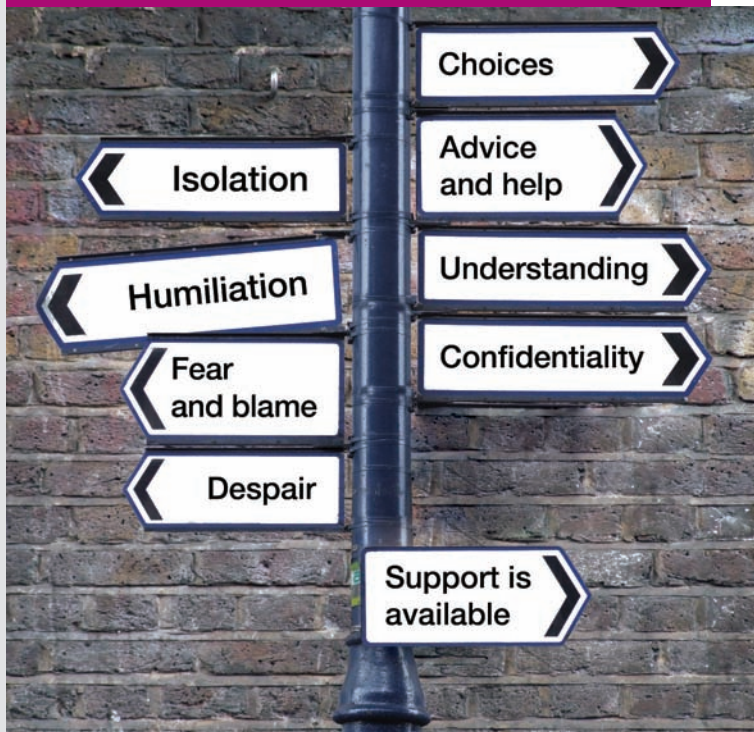 Choices
Isolation
Advice
and help
Humiliation
Understanding
Fear
and blame
Confidentiality
Despair
Support is
available